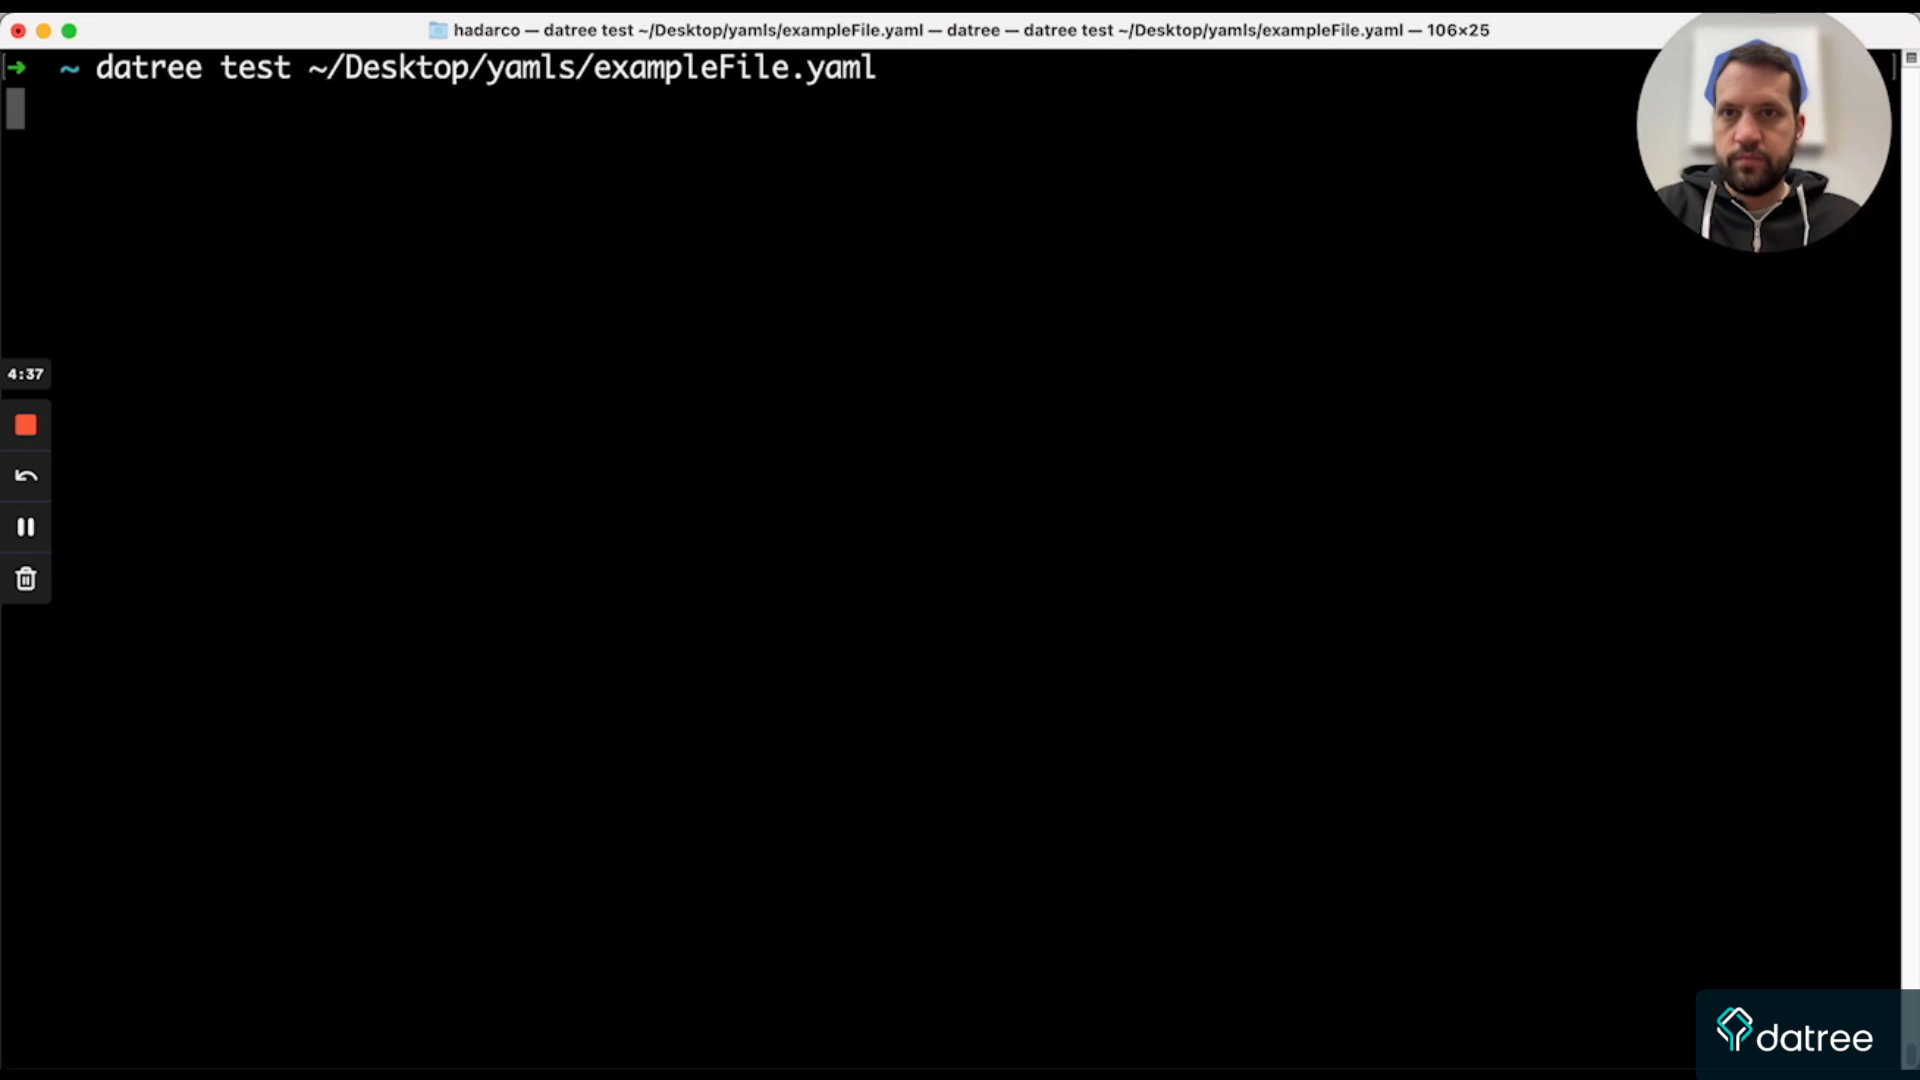 hadarco — datree test ~/Desktop/yamls/exampleFile.yaml — datree — datree test ~/Desktop/yamls/exampleFile.yaml — 106×25
➜ ~ datree test ~/Desktop/yamls/exampleFile.yaml
4:37
datree